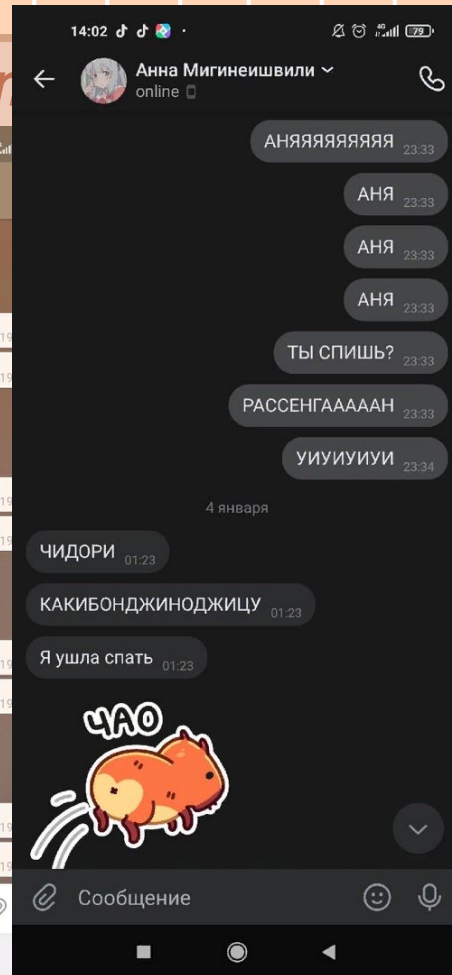 14:02
4G
79
Анна Мигинеишвили
online
АНЯЯЯЯЯЯЯЯЯ 23:33
АНЯ 23:33
АНЯ 23:33
АНЯ 23:33
ТЫ СПИШЬ? 23:33
РАССЕНГАААААН 23:33
УИУИУИУИ 23:34
4 января
ЧИДОРИ 01:23
КАКИБОНДЖИНОДЖИЦУ 01:23
Я ушла спать 01:23
ЧАО
Сообщение